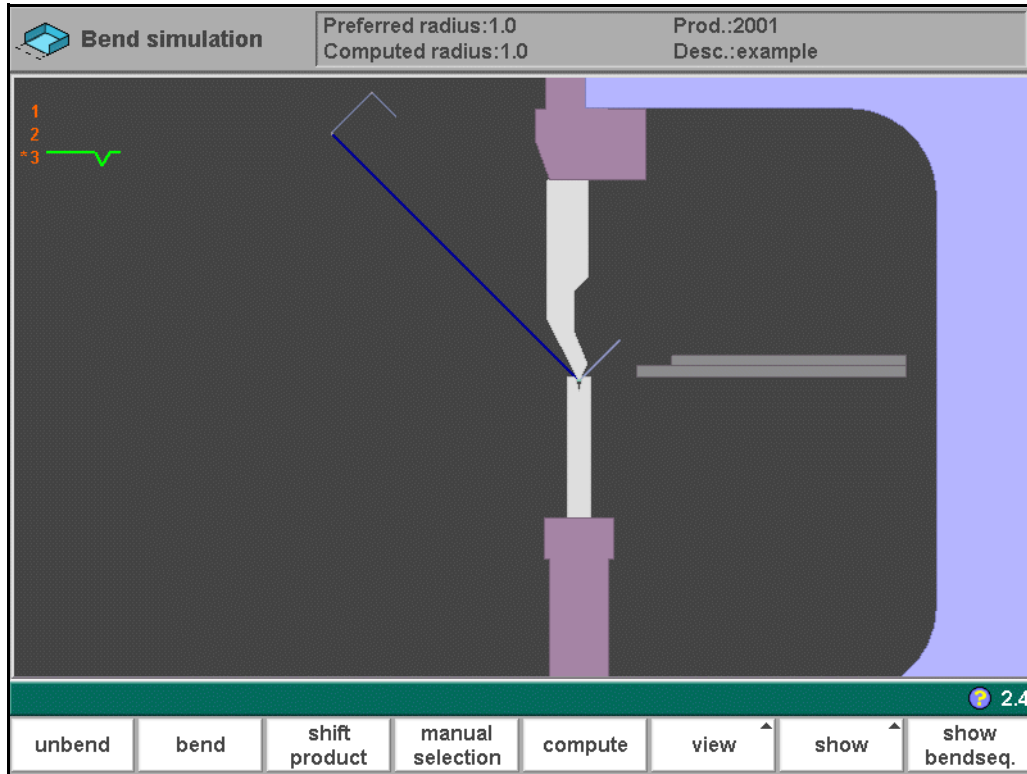 Bend simulation
Preferred radius:1.0
Prod.:2001
Computed radius:1.0
Desc.:example
1
2
*3
? 2.4
unbend
bend
shift
product
manual
selection
compute
view
show
show
bendseq.